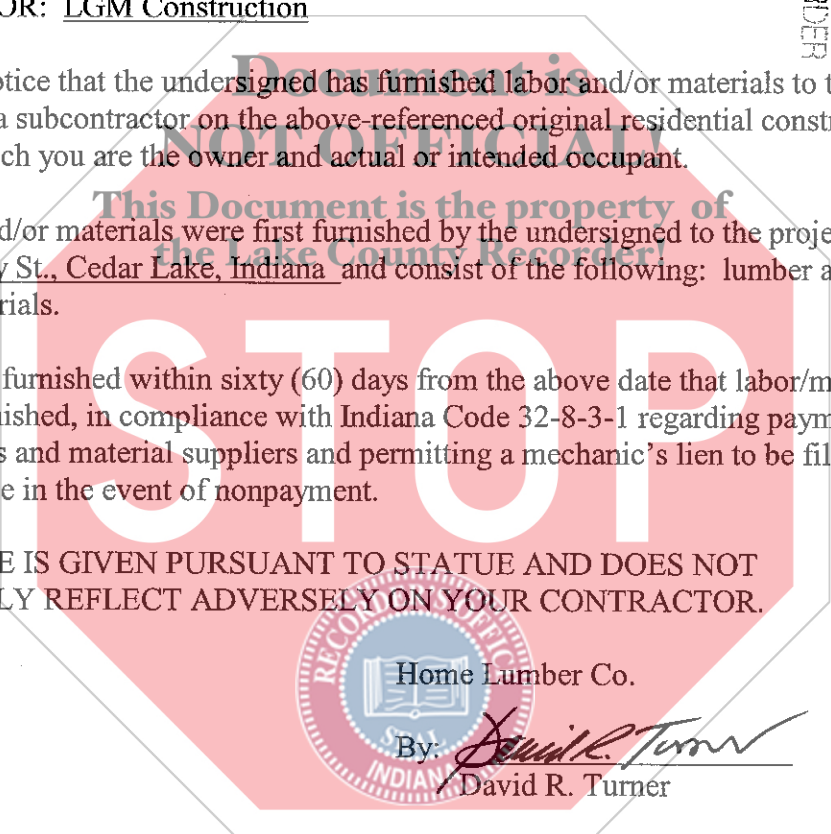 OR: LGM Construction
DER
otice that the undersigned has furnished labor and/or materials to t
a subcontractor on the above-referenced original residential constr
ch you are the owner and actual or intended occupant.
Document is
NOT OFFICIAL!
This Document is the property of
the Lake County Recorder!
d/or materials were first furnished by the undersigned to the proje
y St., Cedar Lake, Indiana and consist of the following: lumber a
rials.
STOP
furnished within sixty (60) days from the above date that labor/m
ished, in compliance with Indiana Code 32-8-3-1 regarding paym
s and material suppliers and permitting a mechanic's lien to be fil
e in the event of nonpayment.
E IS GIVEN PURSUANT TO STATUE AND DOES NOT
LY REFLECT ADVERSELY ON YOUR CONTRACTOR.
RECORDER'S OFFICE
SEAL
INDIANA
Home Lumber Co.
By: David R. Turner
David R. Turner